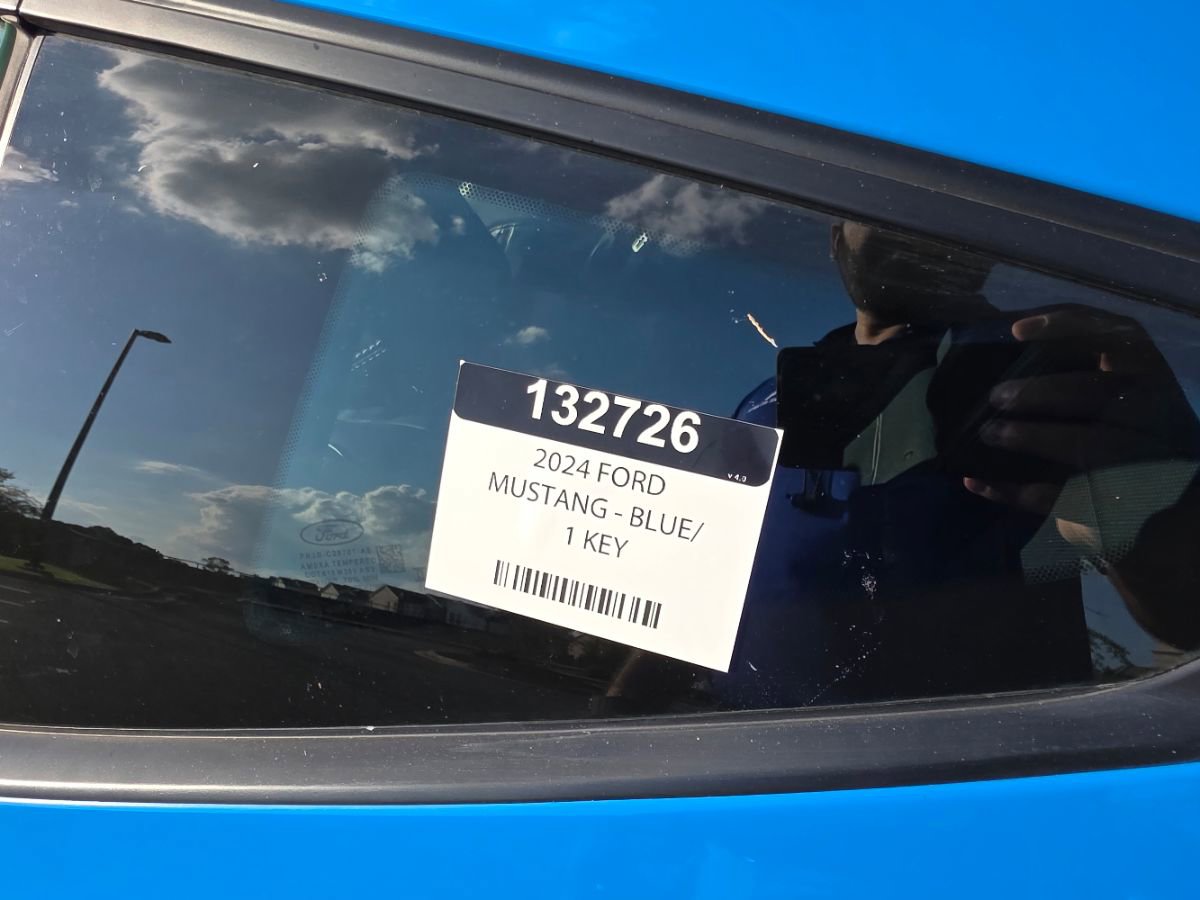 132726
v 4.3
2024 FORD
MUSTANG - BLUE/
1 KEY
Ford